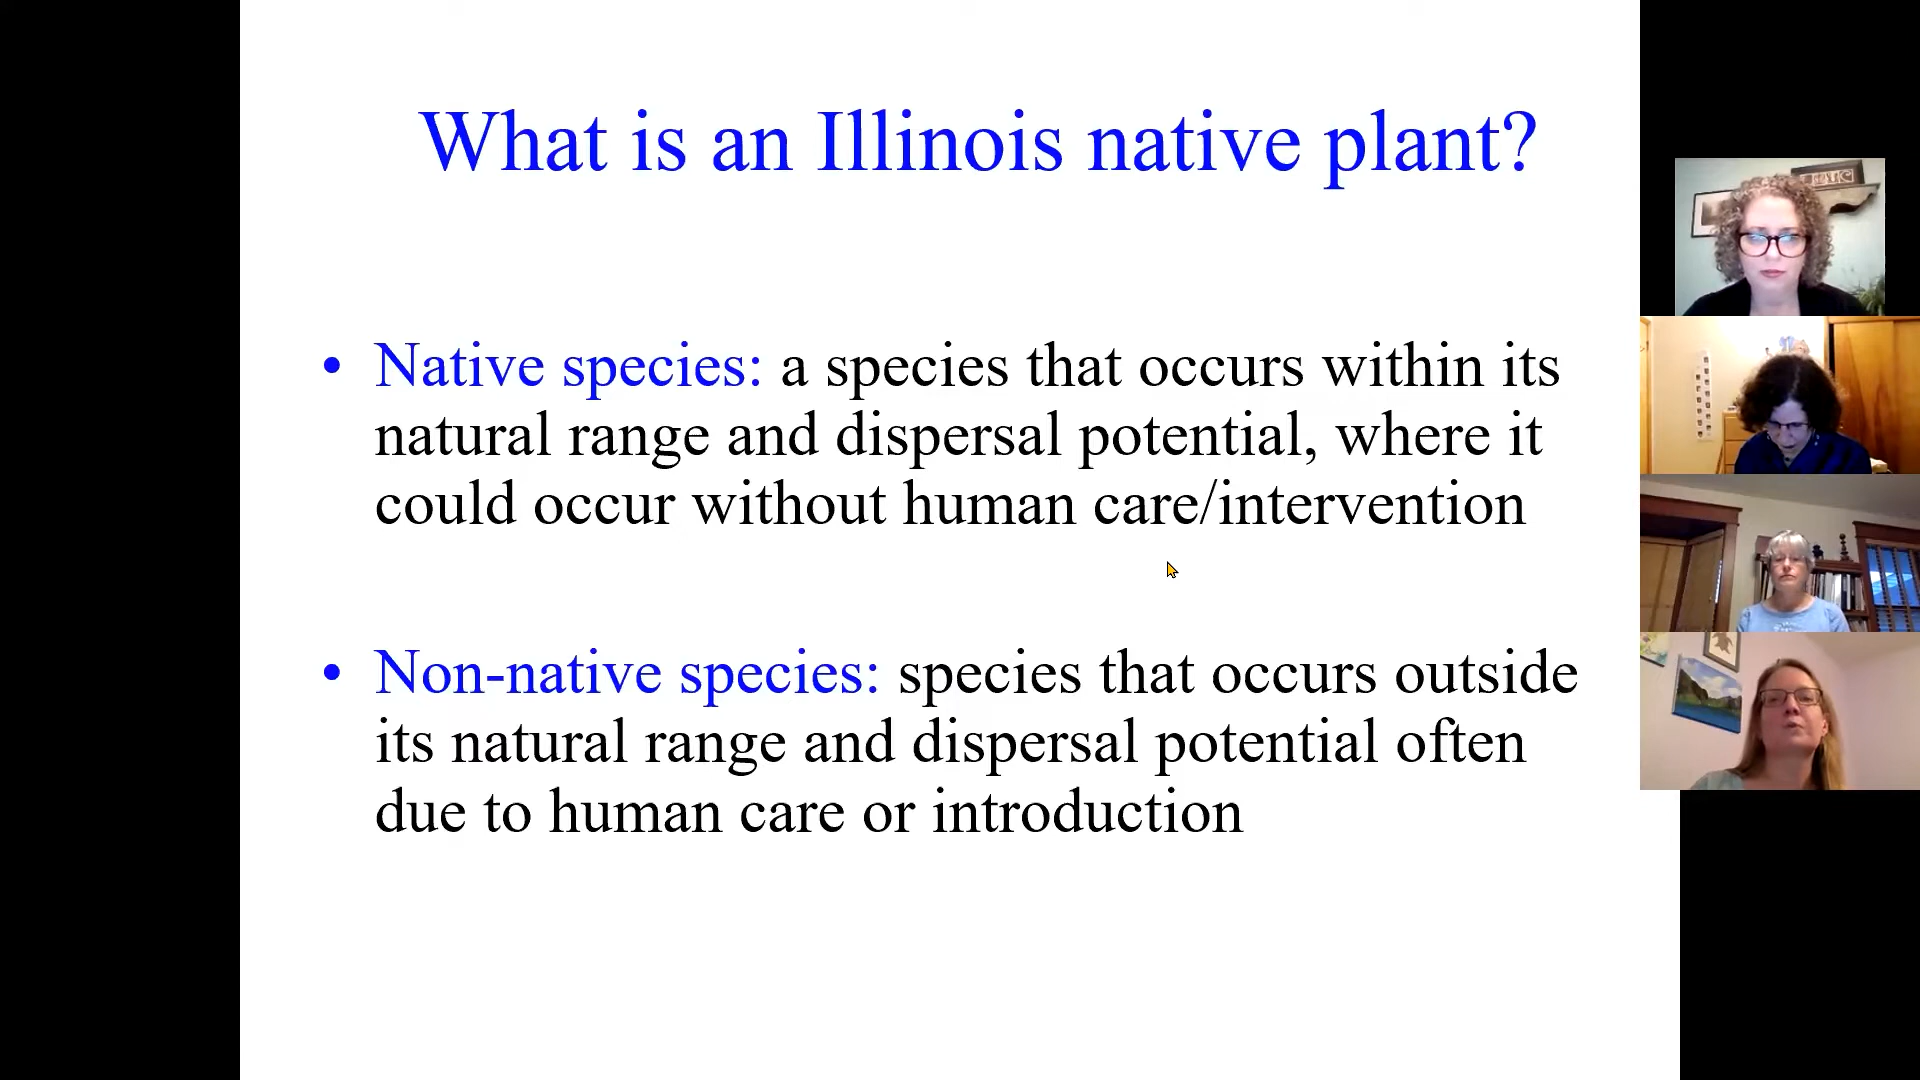 What is an Illinois native plant?
• Native species: a species that occurs within its
natural range and dispersal potential, where it
could occur without human care/intervention
• Non-native species: species that occurs outside
its natural range and dispersal potential often
due to human care or introduction